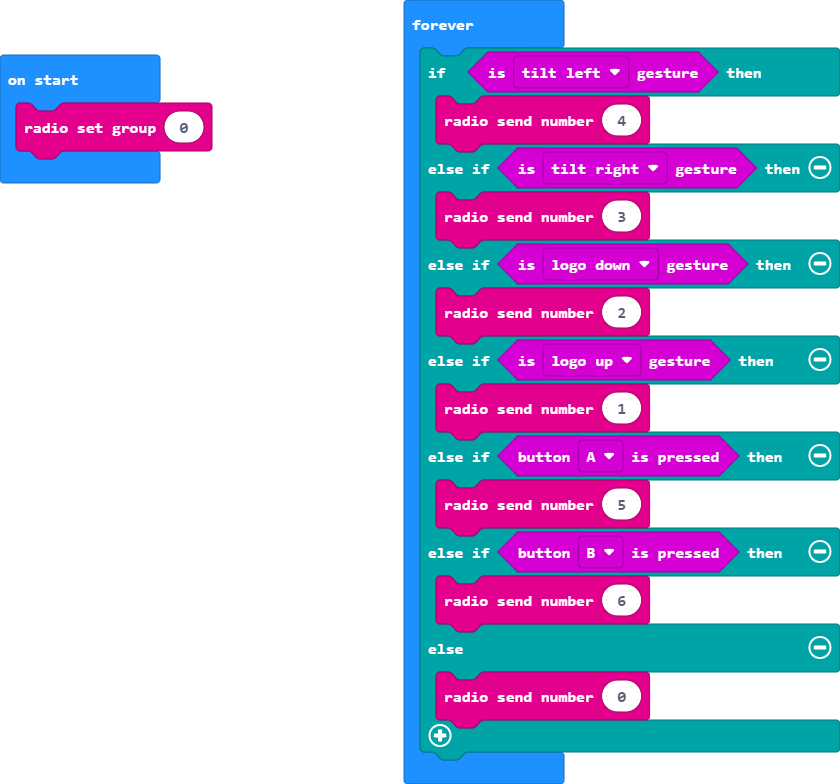 on start
radio set group 0
forever
if is tilt left gesture then
radio send number 4
else if is tilt right gesture then
radio send number 3
else if is logo down gesture then
radio send number 2
else if is logo up gesture then
radio send number 1
else if button A is pressed then
radio send number 5
else if button B is pressed then
radio send number 6
else
radio send number 0